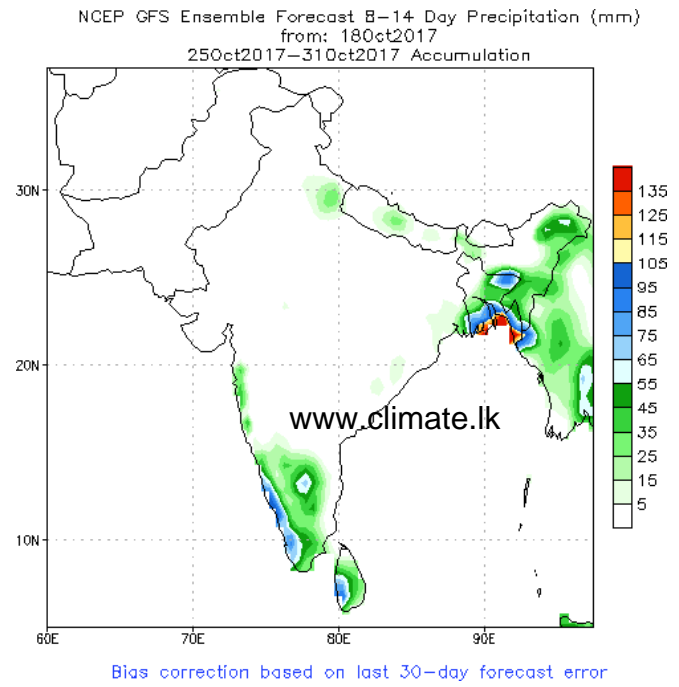 NCEP GFS Ensemble Forecast 8-14 Day Precipitation (mm)
from: 18Oct2017
25Oct2017-31Oct2017 Accumulation
30N
20N
10N
60E
70E
80E
90E
www.climate.lk
135
125
115
105
95
85
75
65
55
45
35
25
15
5
Bias correction based on last 30-day forecast error